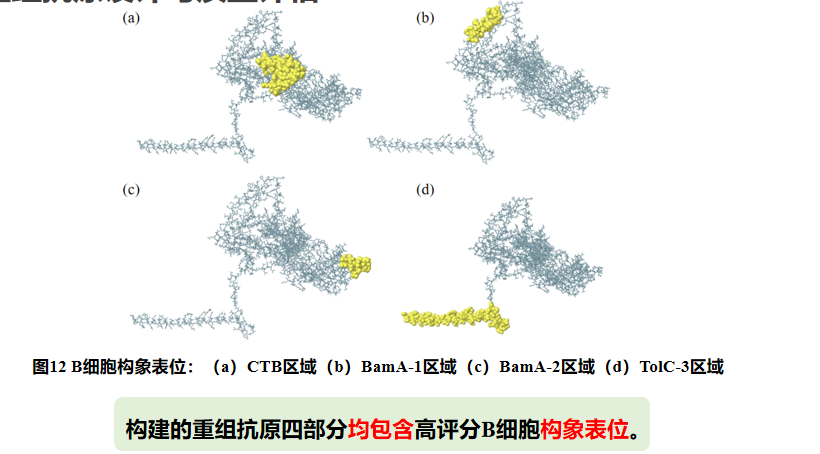 (a)
(b)
(c)
(d)
图12 B细胞构象表位：（a）CTB区域（b）BamA-1区域（c）BamA-2区域（d）TolC-3区域
构建的重组抗原四部分均包含高评分B细胞构象表位。